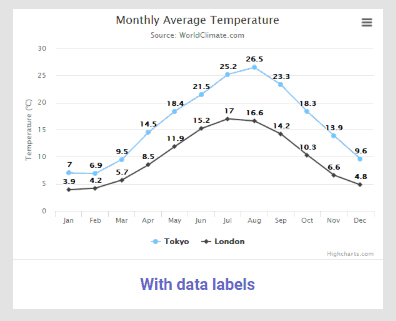 Monthly Average Temperature
Source: WorldClimate.com
Temperature (°C)
30
25
20
15
10
5
0
7 6.9 9.5 14.5 18.4 21.5 25.2 26.5 23.3 18.3 13.9 9.6
3.9 4.2 5.7 8.5 11.9 15.2 17 16.6 14.2 10.3 6.6 4.8
Jan Feb Mar Apr May Jun Jul Aug Sep Oct Nov Dec
Tokyo London
Highcharts.com
With data labels